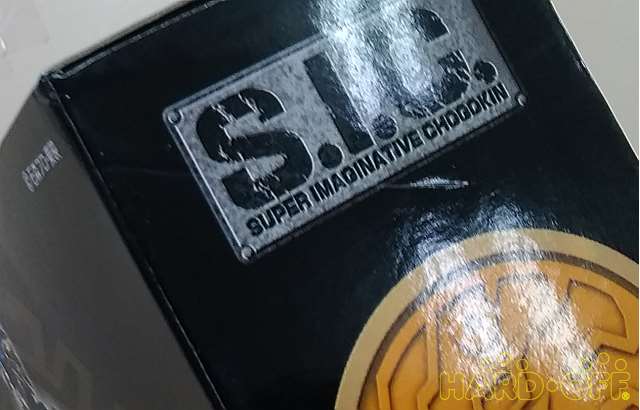 S.I.C.
SUPER IMAGINATIVE CHOGOKIN
HARD·OFF